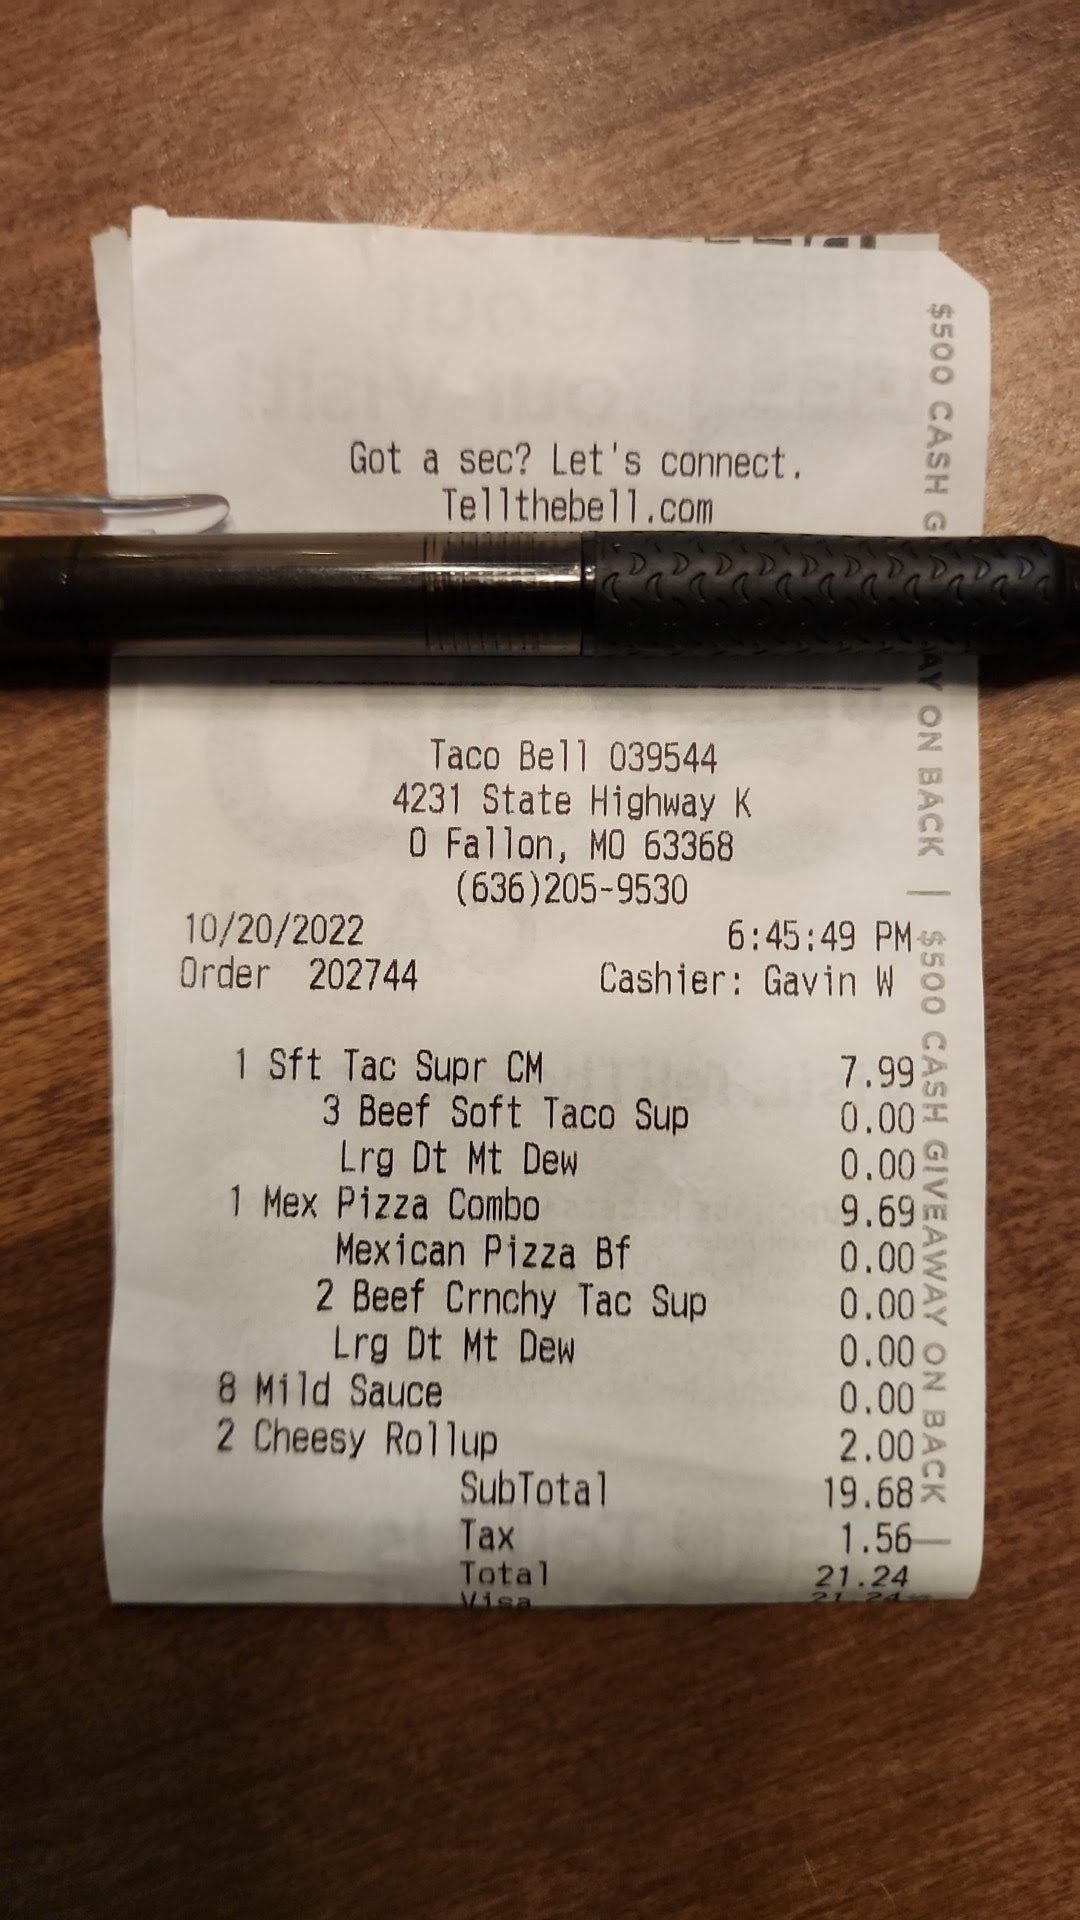 Got a sec? Let's connect.
Tellthebell.com
Taco Bell 039544
4231 State Highway K
O Fallon, MO 63368
(636)205-9530
10/20/2022 6:45:49 PM
Order 202744 Cashier: Gavin W
1 Sft Tac Supr CM 7.99
3 Beef Soft Taco Sup 0.00
Lrg Dt Mt Dew 0.00
1 Mex Pizza Combo 9.69
Mexican Pizza Bf 0.00
2 Beef Crnchy Tac Sup 0.00
Lrg Dt Mt Dew 0.00
8 Mild Sauce 0.00
2 Cheesy Rollup 2.00
SubTotal 19.68
Tax 1.56
Total 21.24
Visa 21.24
$500 CASH G AY ON BACK | $500 CASH GIVEAWAY ON BACK |